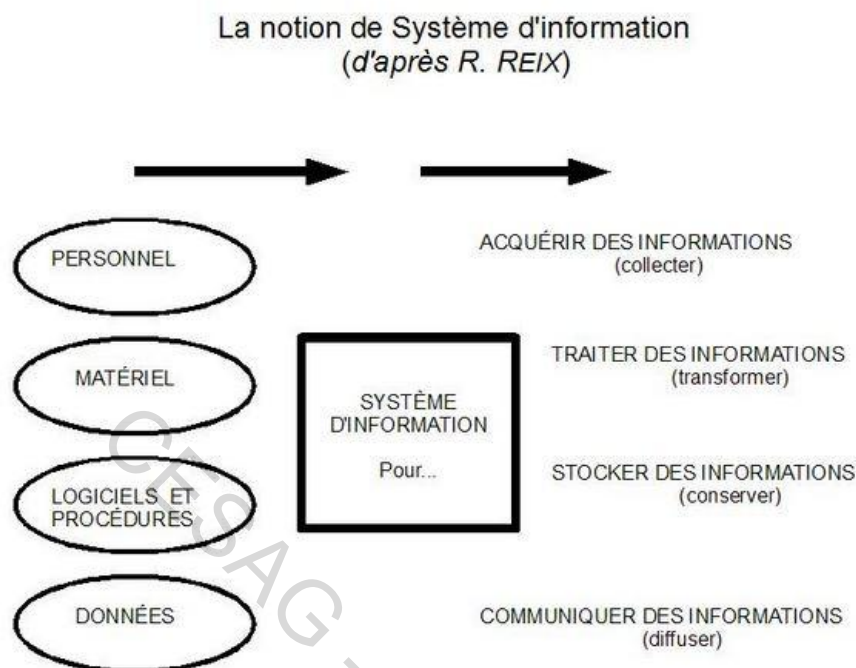 La notion de Système d'information
(d'après R. REIX)
PERSONNEL
MATÉRIEL
LOGICIELS ET
PROCÉDURES
DONNÉES
SYSTÈME
D'INFORMATION
Pour...
ACQUÉRIR DES INFORMATIONS
(collecter)
TRAITER DES INFORMATIONS
(transformer)
STOCKER DES INFORMATIONS
(conserver)
COMMUNIQUER DES INFORMATIONS
(diffuser)
CESAG